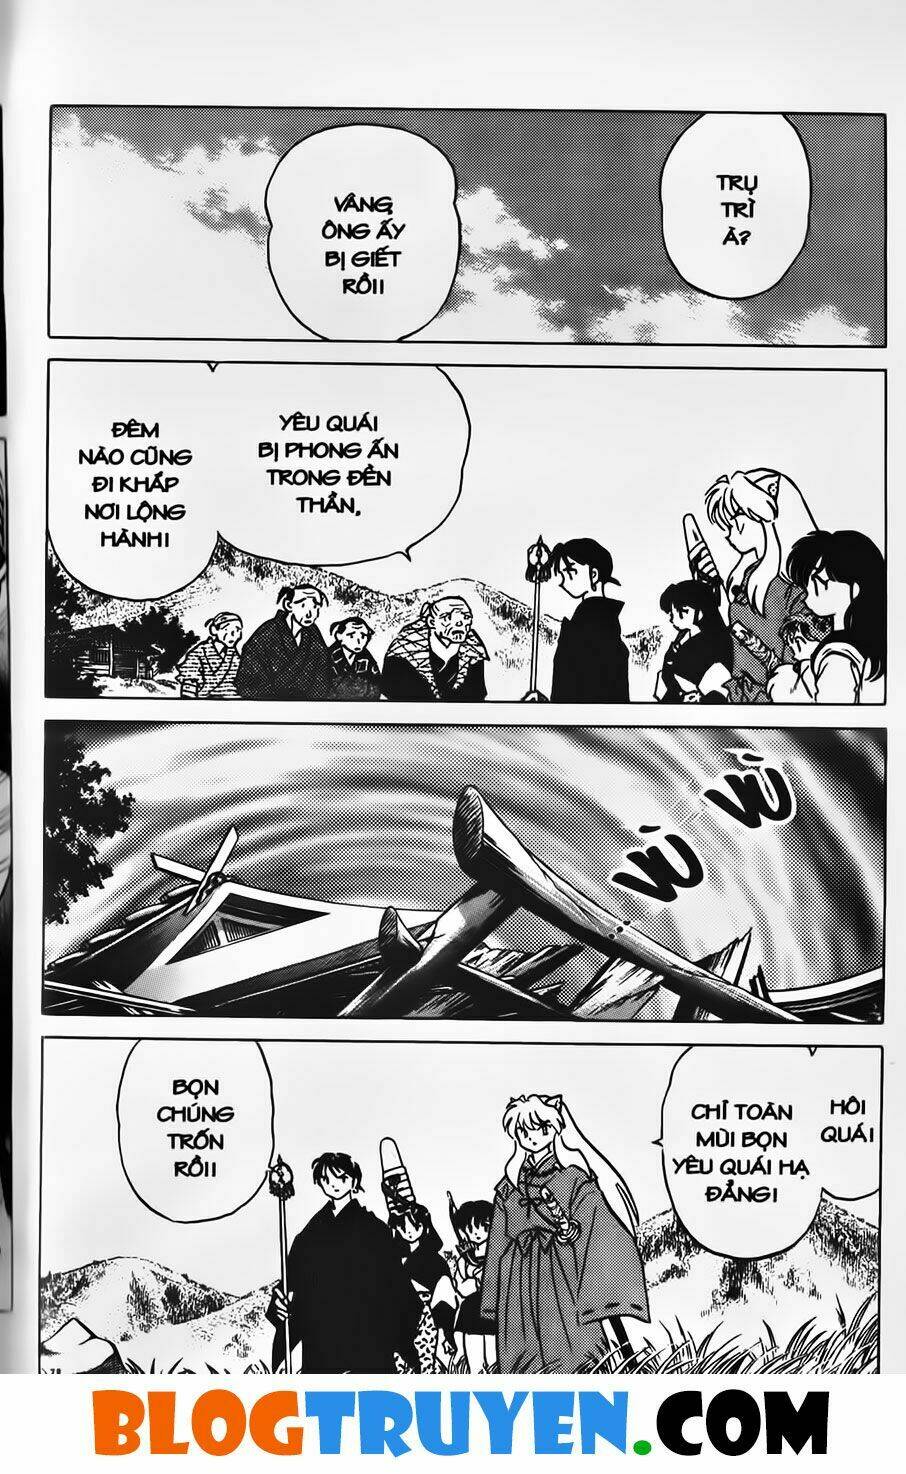 TRỤ
TRÌ
À?
VÂNG,
ÔNG ẤY
BỊ GIẾT
RỒI!
YÊU QUÁI
BỊ PHONG ẤN
TRONG ĐỀN
THẦN,
ĐÊM
NÀO CŨNG
ĐI KHẮP
NƠI LỘNG
HÀNH!
VÙ VÙ
HÔI
QUÁ!
CHỈ TOÀN
MÙI BỌN
YÊU QUÁI HẠ
ĐẲNG!
BỌN
CHÚNG
TRỐN
RỒI!
78
BLOGTRUYEN.COM